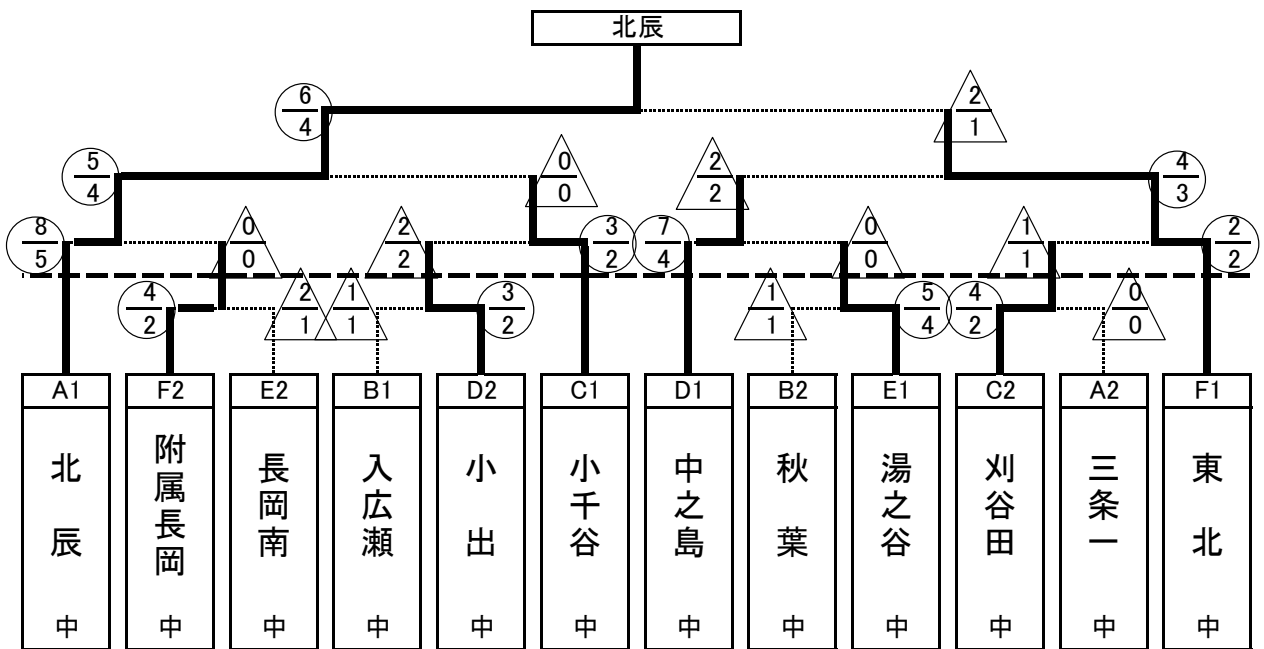 北辰
6 2
4 1
5 0 2 4
4 0 2 3
8 0 2 3 7 0 1 2
5 0 2 2 4 0 1 2
4 2 1 3 1 5 4 0
2 1 1 2 1 4 2 0
A1 F2 E2 B1 D2 C1 D1 B2 E1 C2 A2 F1
北辰中
附属長岡中
長岡南中
入広瀬中
小出中
小千谷中
中之島中
秋葉中
湯之谷中
刈谷田中
三条一中
東北中